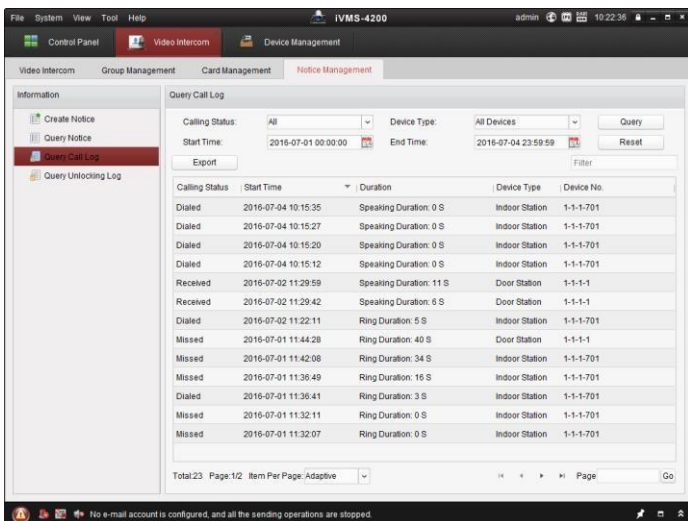 File System View Tool Help iVMS-4200 admin 10:22:36
Control Panel Video Intercom Device Management
Video Intercom Group Management Card Management Notice Management
Information Query Call Log
Create Notice
Query Notice
Query Call Log
Query Unlocking Log
Calling Status: All Device Type: All Devices Query
Start Time: 2016-07-01 00:00:00 End Time: 2016-07-04 23:59:59 Reset
Export Filter
Calling Status Start Time Duration Device Type Device No.
Dialed 2016-07-04 10:15:35 Speaking Duration: 0 S Indoor Station 1-1-1-701
Dialed 2016-07-04 10:15:27 Speaking Duration: 0 S Indoor Station 1-1-1-701
Dialed 2016-07-04 10:15:20 Speaking Duration: 0 S Indoor Station 1-1-1-701
Dialed 2016-07-04 10:15:12 Speaking Duration: 0 S Indoor Station 1-1-1-701
Received 2016-07-02 11:29:59 Speaking Duration: 11 S Door Station 1-1-1-1
Received 2016-07-02 11:29:42 Speaking Duration: 6 S Door Station 1-1-1-1
Dialed 2016-07-02 11:22:11 Ring Duration: 5 S Indoor Station 1-1-1-701
Missed 2016-07-01 11:44:28 Ring Duration: 40 S Door Station 1-1-1-1
Missed 2016-07-01 11:42:08 Ring Duration: 34 S Indoor Station 1-1-1-701
Missed 2016-07-01 11:36:49 Ring Duration: 16 S Indoor Station 1-1-1-701
Dialed 2016-07-01 11:36:41 Ring Duration: 3 S Indoor Station 1-1-1-701
Missed 2016-07-01 11:32:11 Ring Duration: 0 S Indoor Station 1-1-1-701
Missed 2016-07-01 11:32:07 Ring Duration: 0 S Indoor Station 1-1-1-701
Total:23 Page:1/2 Item Per Page: Adaptive Page Go
No e-mail account is configured, and all the sending operations are stopped.